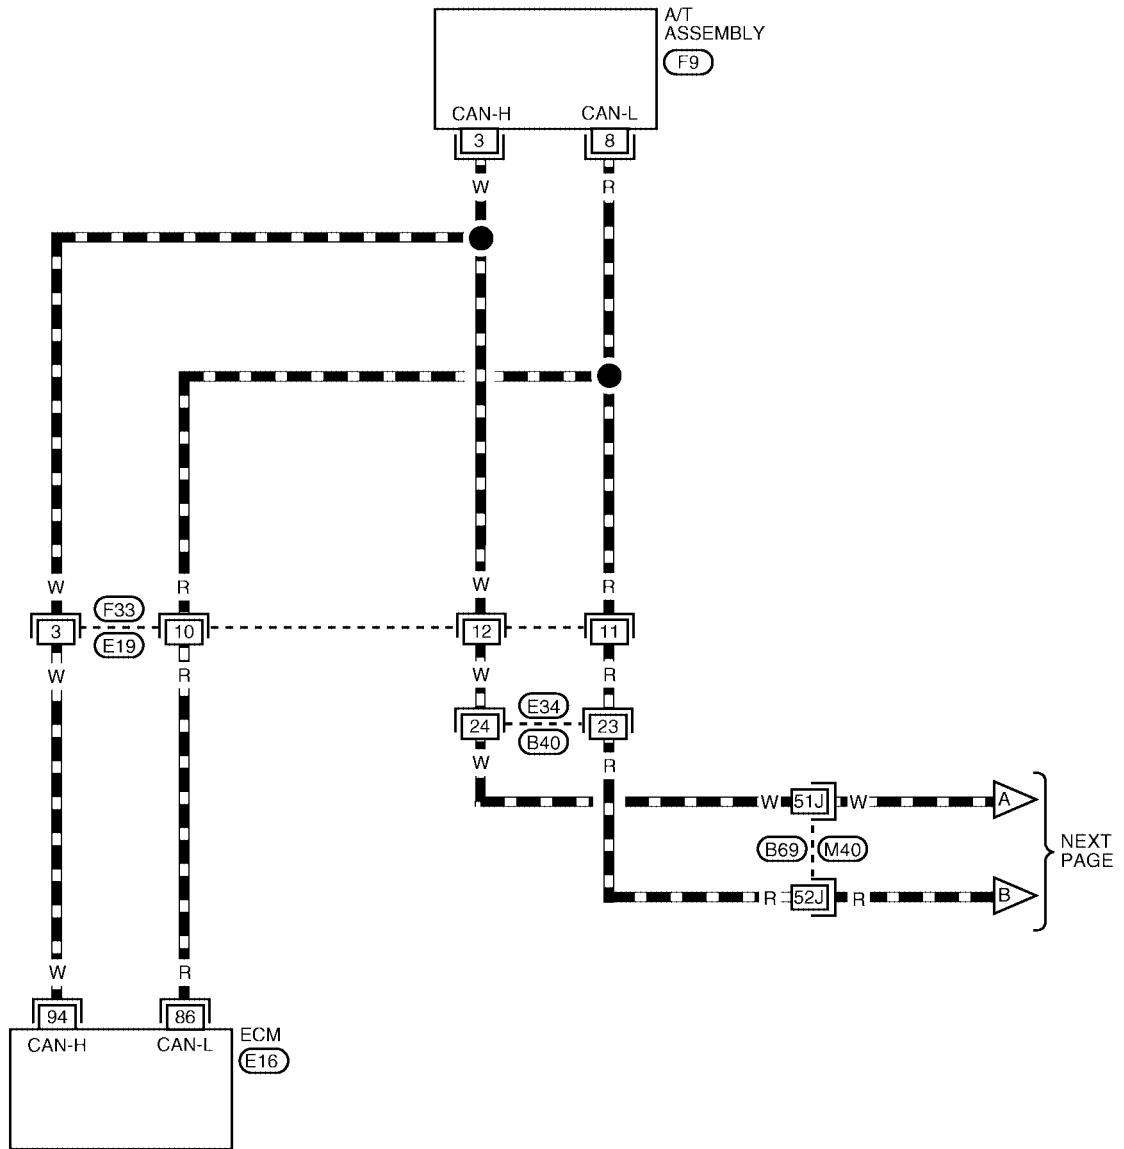 A/T
ASSEMBLY
F9
CAN-H CAN-L
3 8
W R
W R W R
F33
3 10 12 11
E19
W R W R
E34
24 23
B40
W R
W 51J W A
B69 M40
NEXT
PAGE
R 52J R B
W R
94 86
CAN-H CAN-L
ECM
E16